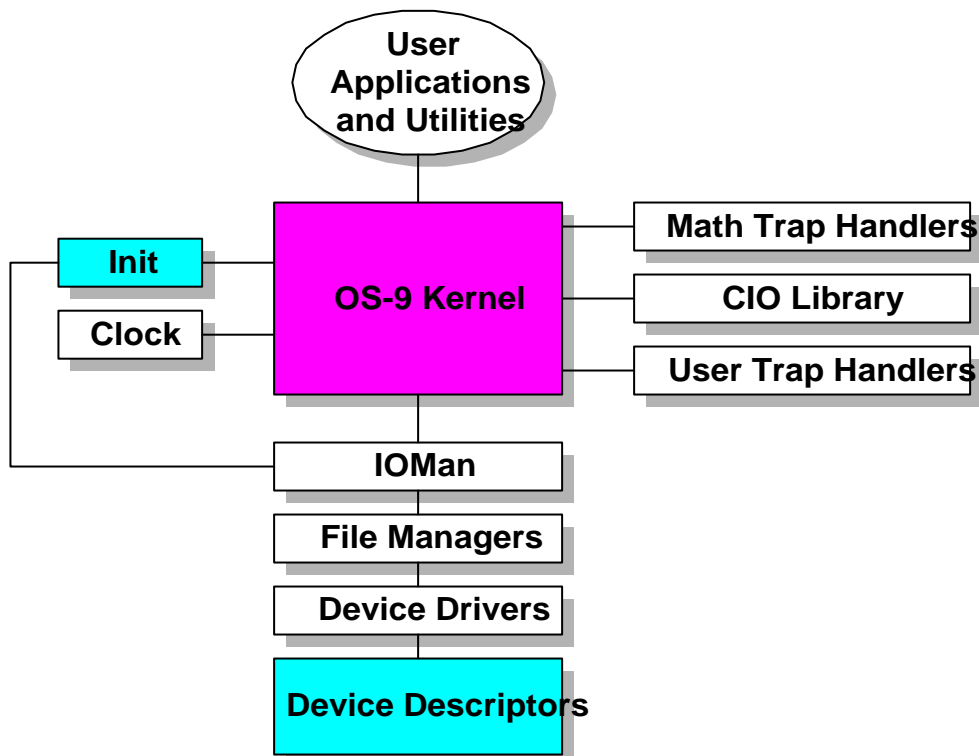 User
Applications
and Utilities
Math Trap Handlers
Init
OS-9 Kernel
CIO Library
Clock
User Trap Handlers
IOMan
File Managers
Device Drivers
Device Descriptors